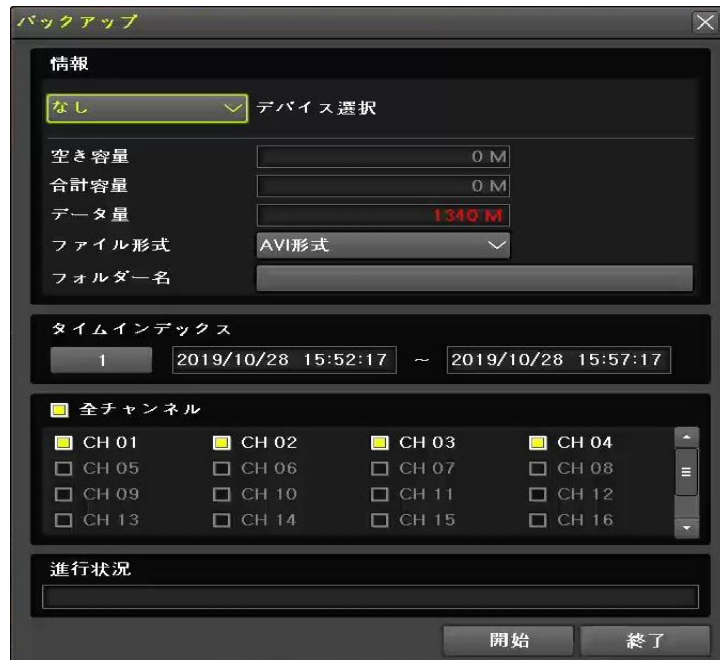 バックアップ
情報
なし デバイス選択
空き容量 0 M
合計容量 0 M
データ量 1340 M
ファイル形式 AVI形式
フォルダー名
タイムインデックス
1 2019/10/28 15:52:17 ~ 2019/10/28 15:57:17
全チャンネル
CH 01 CH 02 CH 03 CH 04
CH 05 CH 06 CH 07 CH 08
CH 09 CH 10 CH 11 CH 12
CH 13 CH 14 CH 15 CH 16
進行状況
開始 終了